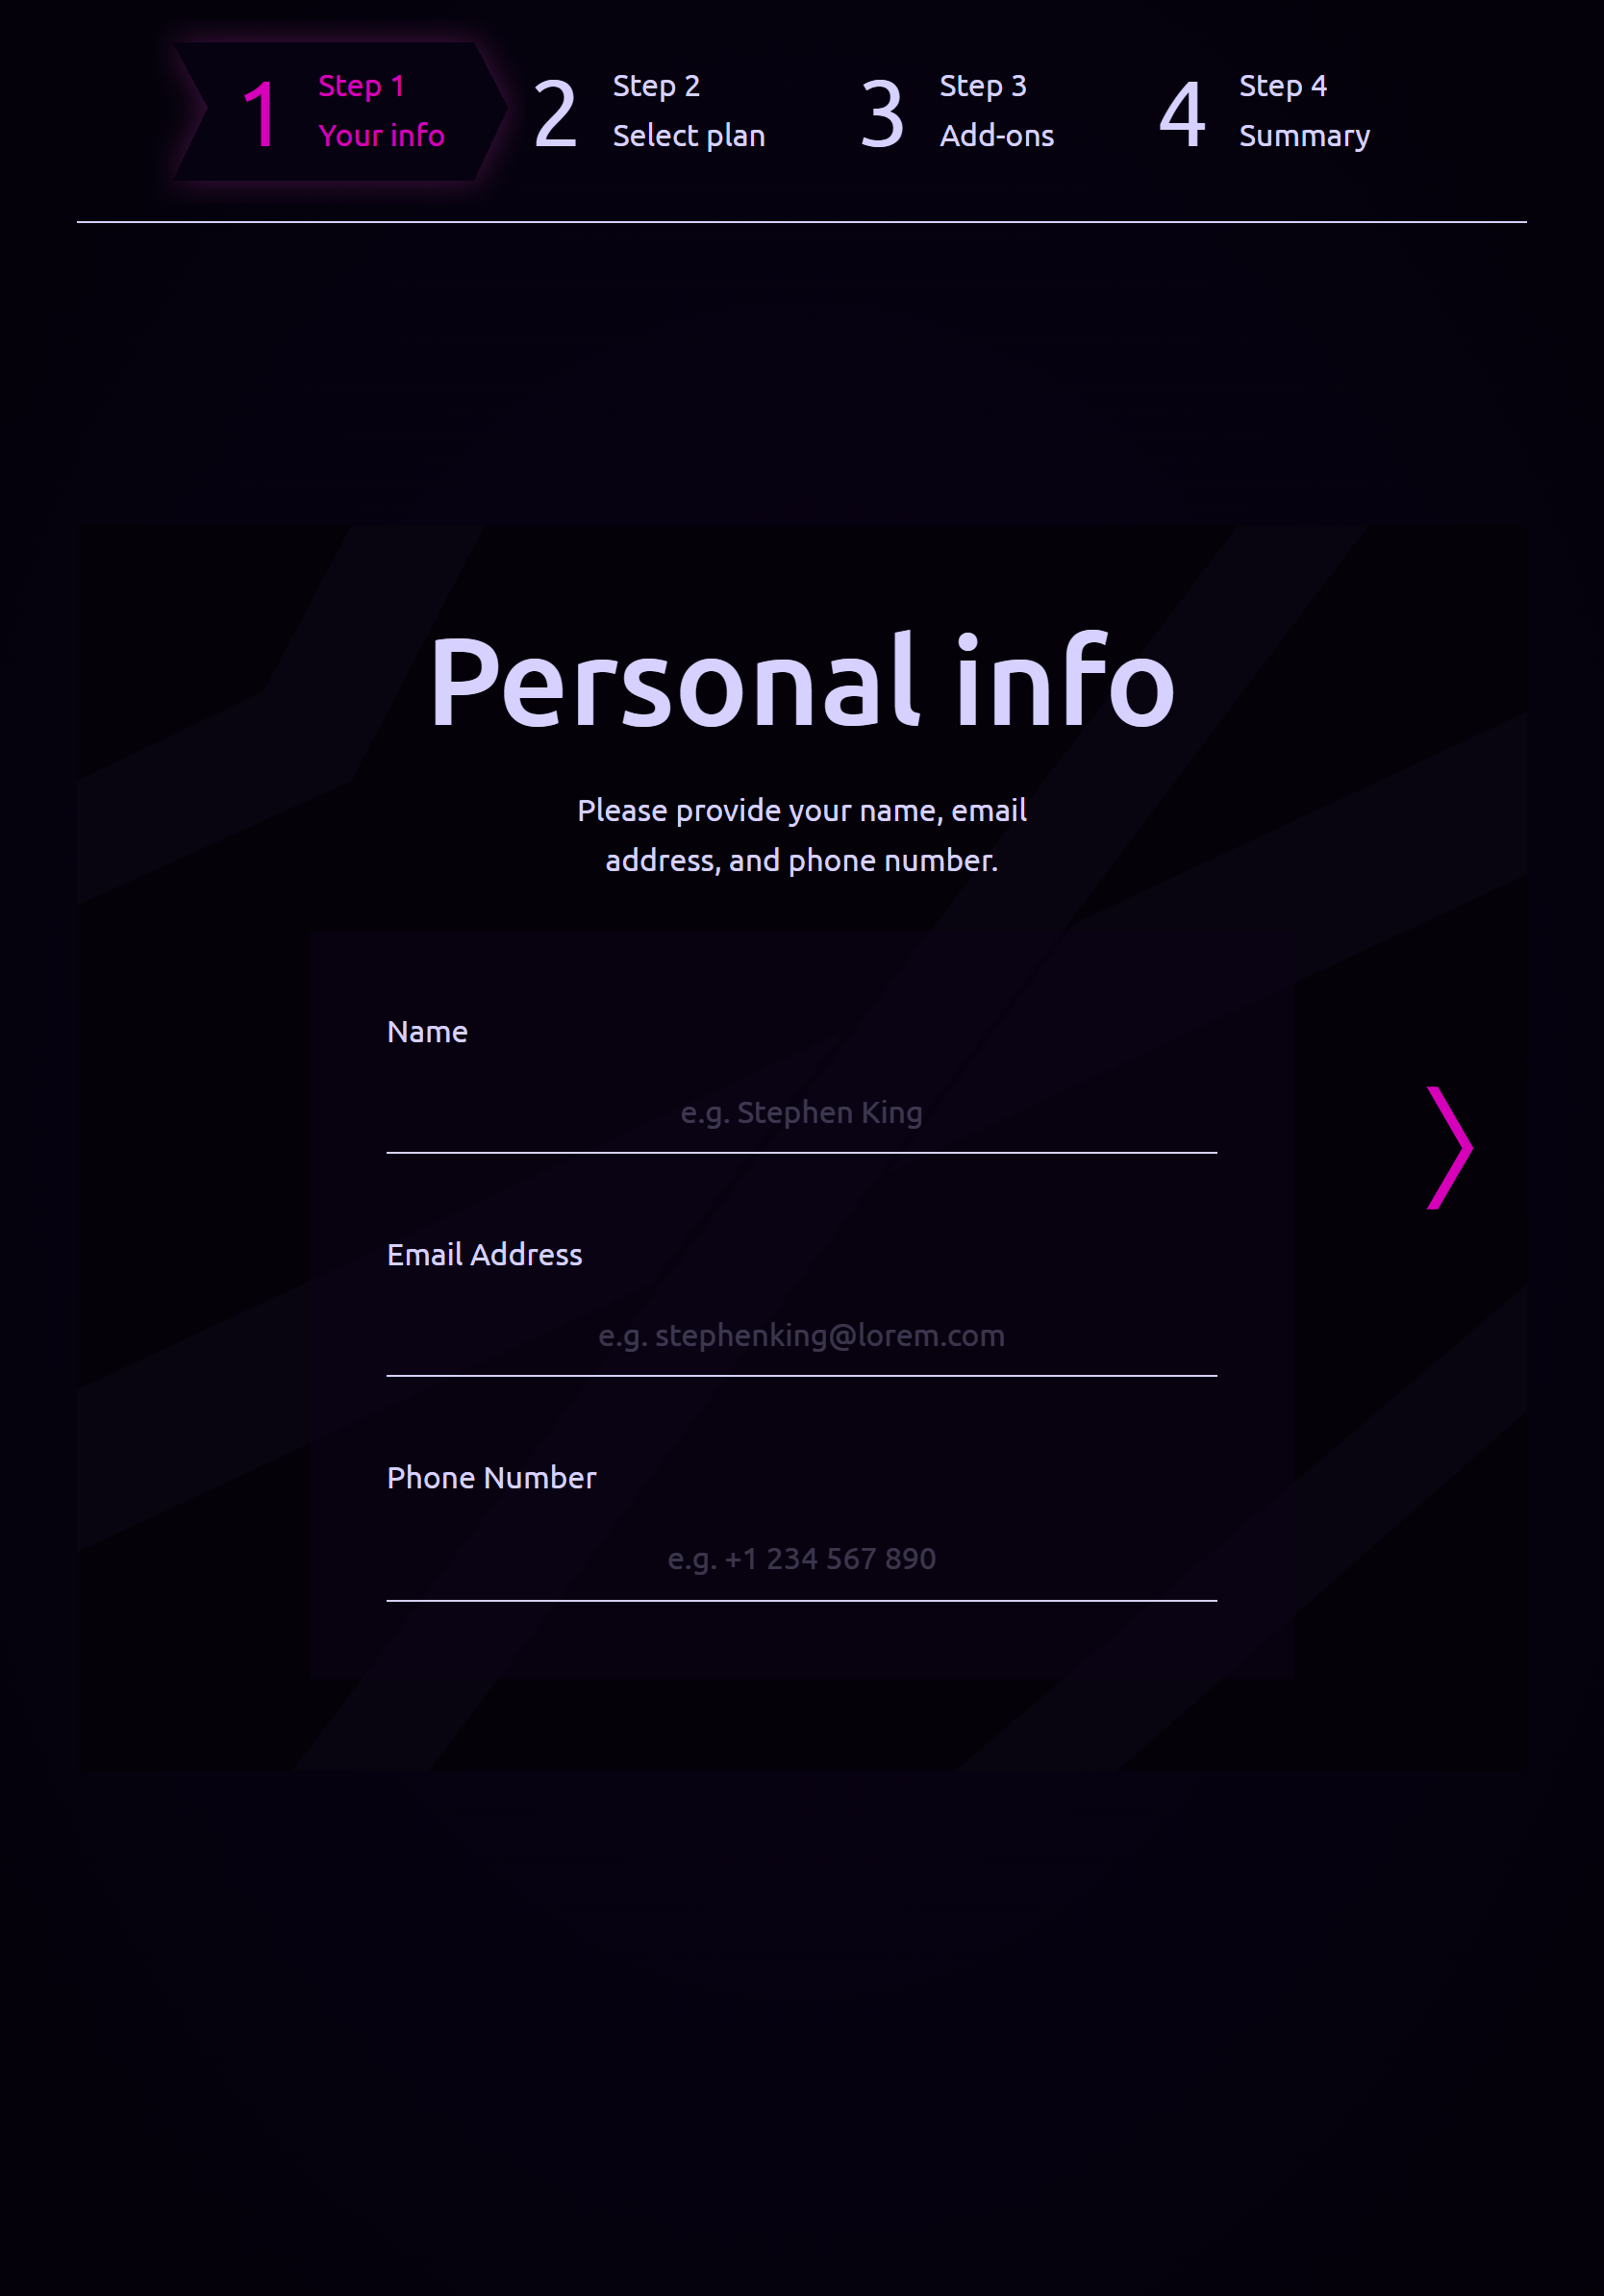 1
Step 1
Your info
2
Step 2
Select plan
3
Step 3
Add-ons
4
Step 4
Summary
Personal info
Please provide your name, email
address, and phone number.
Name
e.g. Stephen King
Email Address
e.g. stephenking@lorem.com
Phone Number
e.g. +1 234 567 890